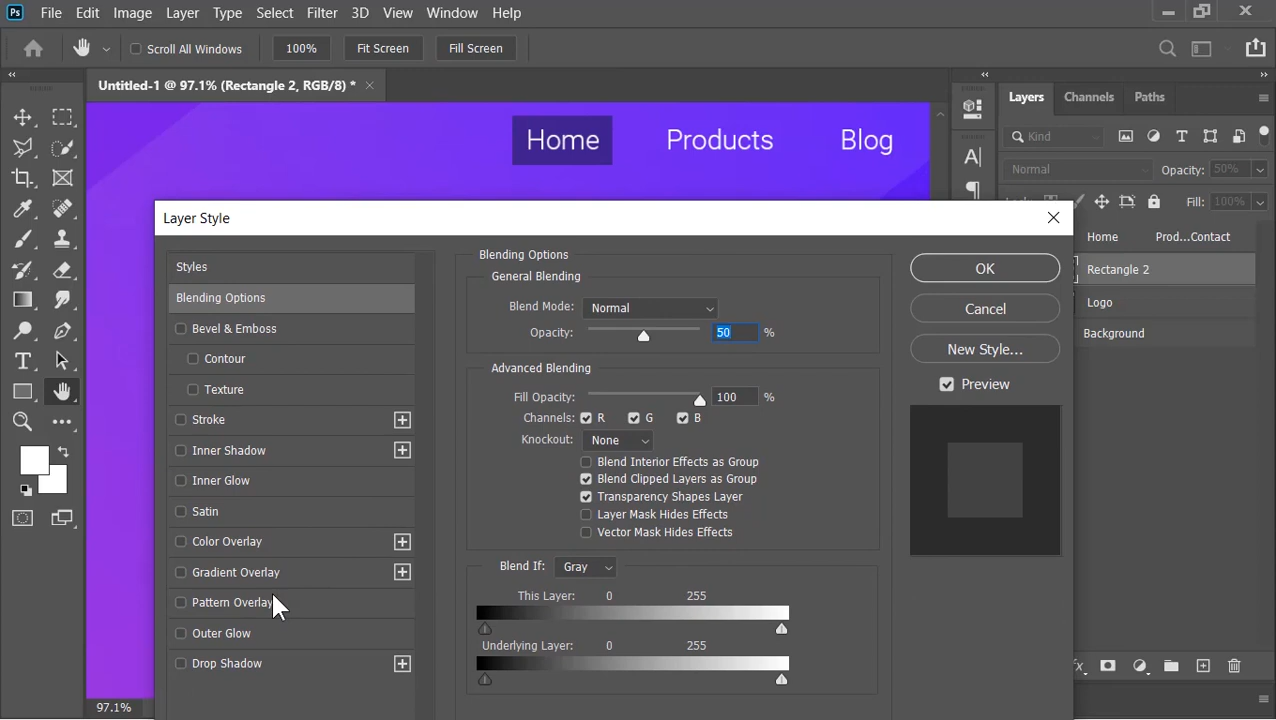 Ps File Edit Image Layer Type Select Filter 3D View Window Help
Scroll All Windows 100% Fit Screen Fill Screen
Untitled-1 @ 97.1% (Rectangle 2, RGB/8) *
Layers Channels Paths
Kind
Home Products Blog
Normal Opacity: 50%
Fill: 100%
Layer Style
Home Prod...Contact
Rectangle 2
Logo
Background
Styles
Blending Options
Bevel & Emboss
Contour
Texture
Stroke
Inner Shadow
Inner Glow
Satin
Color Overlay
Gradient Overlay
Pattern Overlay
Outer Glow
Drop Shadow
Blending Options
General Blending
Blend Mode: Normal
Opacity: 50 %
Advanced Blending
Fill Opacity: 100 %
Channels: R G B
Knockout: None
Blend Interior Effects as Group
Blend Clipped Layers as Group
Transparency Shapes Layer
Layer Mask Hides Effects
Vector Mask Hides Effects
Blend If: Gray
This Layer: 0 255
Underlying Layer: 0 255
OK
Cancel
New Style...
Preview
97.1%
fx